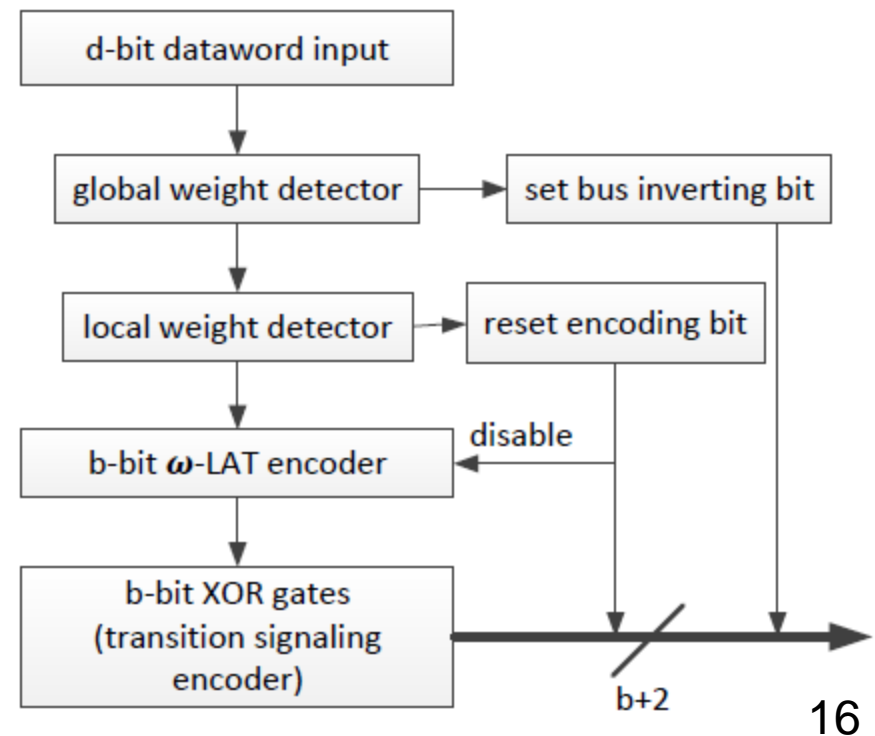 d-bit dataword input
global weight detector
set bus inverting bit
local weight detector
reset encoding bit
disable
b-bit ω-LAT encoder
b-bit XOR gates
(transition signaling
encoder)
b+2
16